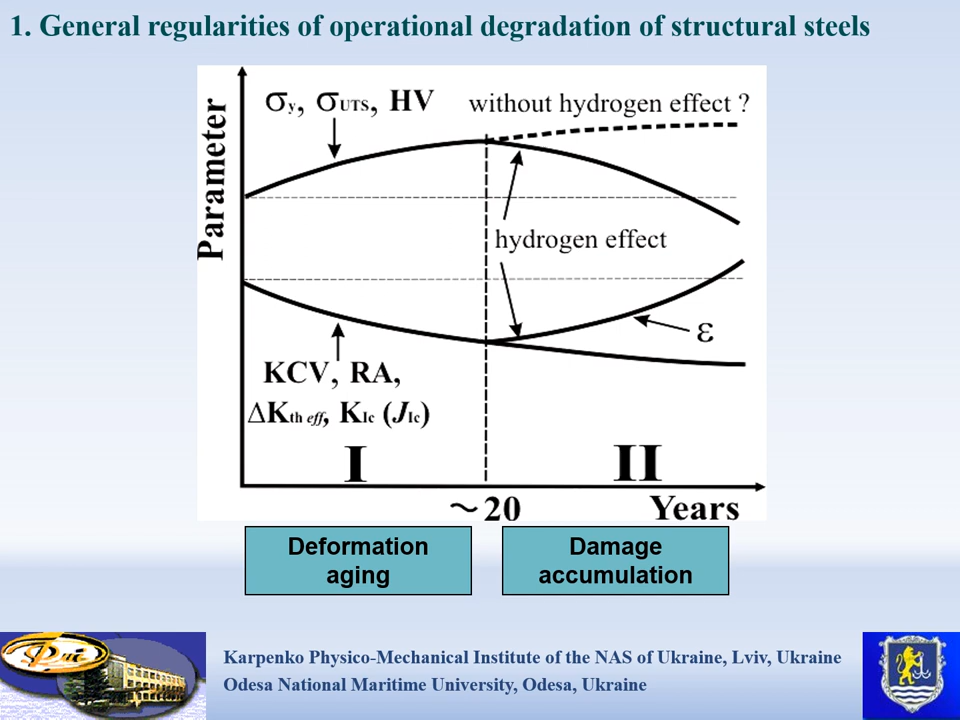 1. General regularities of operational degradation of structural steels
Parameter
σy, σUTS, HV
without hydrogen effect ?
hydrogen effect
ε
KCV, RA,
ΔKth eff, KIc (JIc)
I
II
~20
Years
Deformation
aging
Damage
accumulation
Karpenko Physico-Mechanical Institute of the NAS of Ukraine, Lviv, Ukraine
Odesa National Maritime University, Odesa, Ukraine